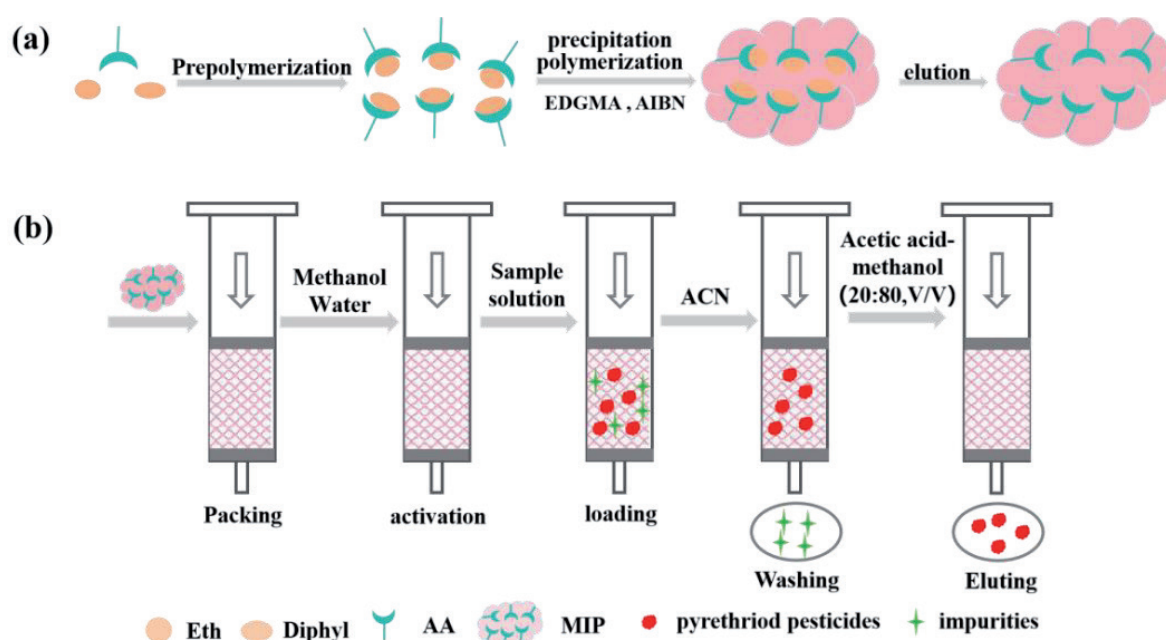 (a)
Prepolymerization
precipitation
polymerization
EDGMA , AIBN
elution
(b)
Methanol
Water
Sample
solution
ACN
Acetic acid-
methanol
(20:80,V/V)
Packing
activation
loading
Washing
Eluting
Eth
Diphyl
AA
MIP
pyrethriod pesticides
impurities